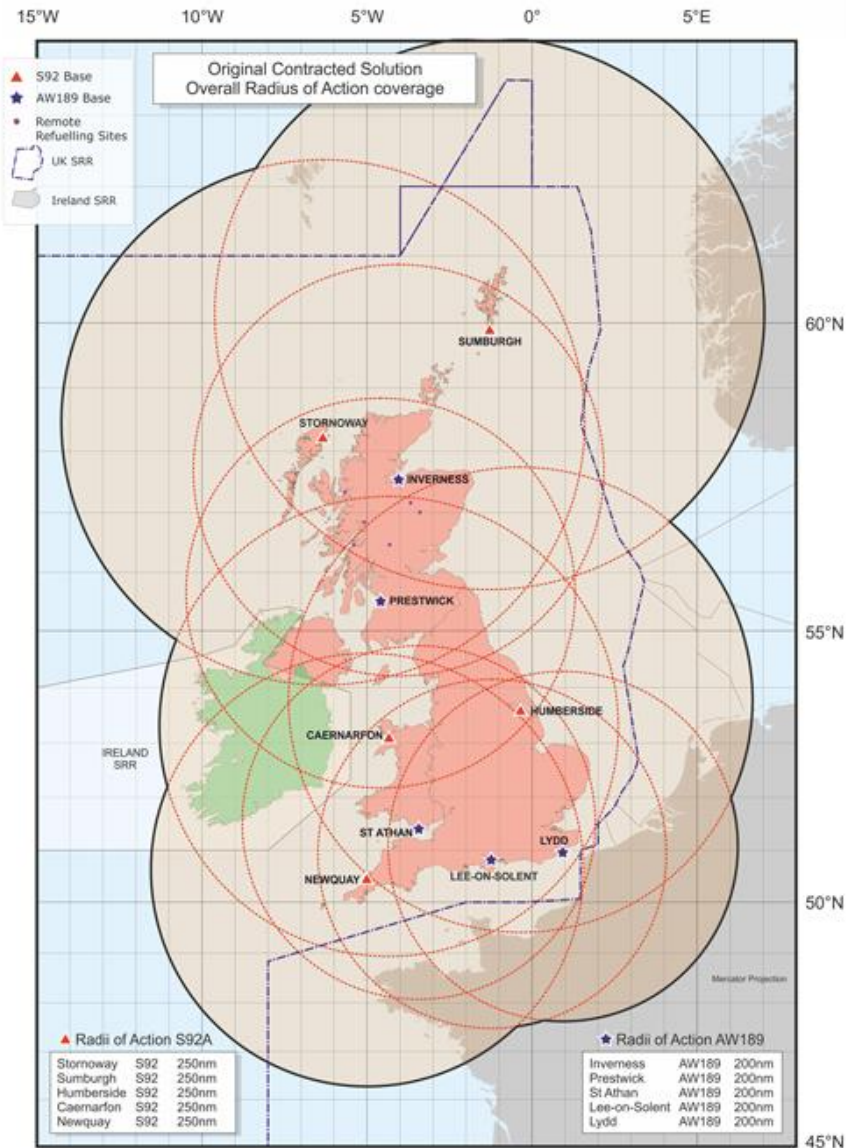 15°W
10°W
5°W
0°
5°E
S92 Base
AW189 Base
Remote
Refuelling Sites
UK SRR
Ireland SRR
Original Contracted Solution
Overall Radius of Action coverage
60°N
SUMBURGH
STORNOWAY
INVERNESS
PRESTWICK
55°N
HUMBERSIDE
CAERNARFON
IRELAND
SRR
ST ATHAN
LYDD
LEE-ON-SOLENT
NEWQUAY
50°N
Mercator Projection
Radii of Action S92A
Stornoway S92 250nm
Sumburgh S92 250nm
Humberside S92 250nm
Caernarfon S92 250nm
Newquay S92 250nm
Radii of Action AW189
Inverness AW189 200nm
Prestwick AW189 200nm
St Athan AW189 200nm
Lee-on-Solent AW189 200nm
Lydd AW189 200nm
45°N